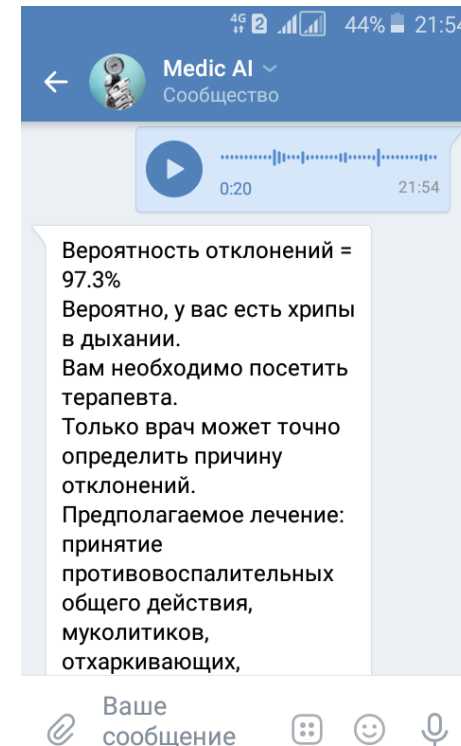 4G 2 44% 21:54
Medic AI
Сообщество
0:20 21:54
Вероятность отклонений =
97.3%
Вероятно, у вас есть хрипы
в дыхании.
Вам необходимо посетить
терапевта.
Только врач может точно
определить причину
отклонений.
Предполагаемое лечение:
принятие
противовоспалительных
общего действия,
муколитиков,
отхаркивающих,
Ваше
сообщение